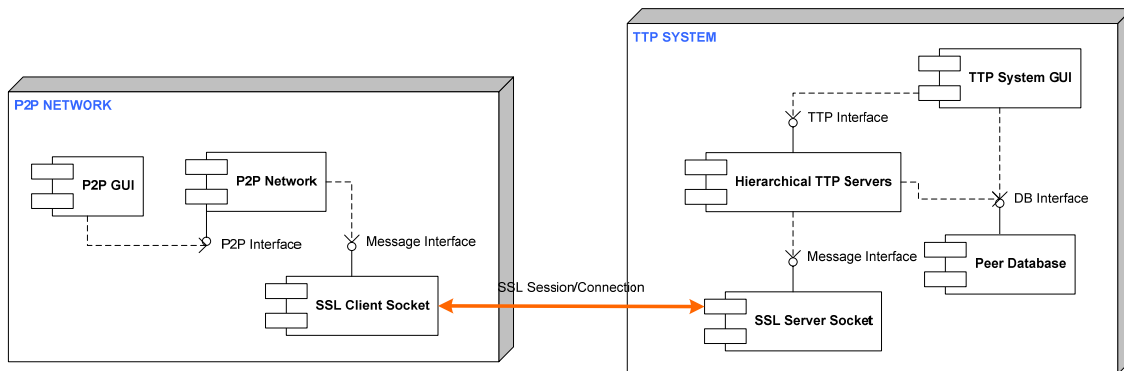 P2P NETWORK
P2P GUI
P2P Network
P2P Interface
Message Interface
SSL Client Socket
SSL Session/Connection
TTP SYSTEM
TTP System GUI
TTP Interface
Hierarchical TTP Servers
DB Interface
Message Interface
Peer Database
SSL Server Socket